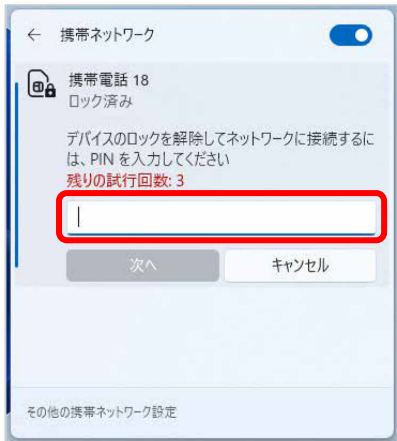 ← 携帯ネットワーク
携帯電話 18
ロック済み
デバイスのロックを解除してネットワークに接続するに
は、PIN を入力してください
残りの試行回数: 3
次へ キャンセル
その他の携帯ネットワーク設定